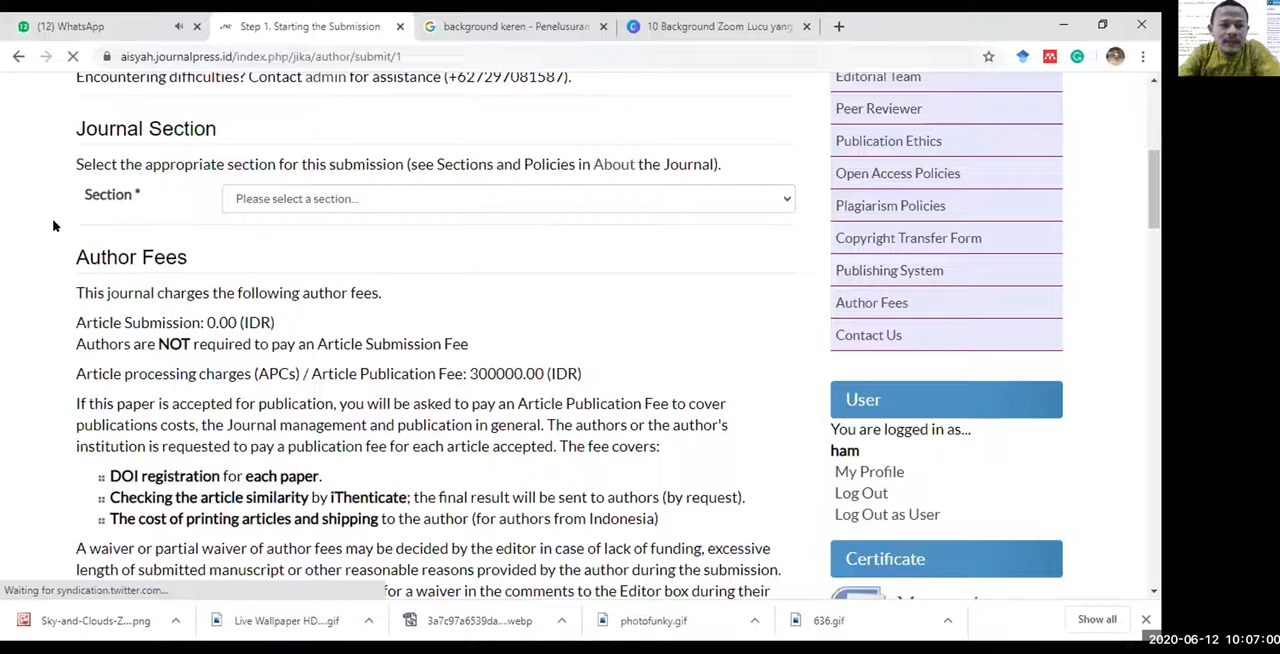 (12) WhatsApp
Step 1. Starting the Submission
background keren - Penelusuran
10 Background Zoom Lucu yang
aisyah.journalpress.id/index.php/jika/author/submit/1
Encountering difficulties? Contact admin for assistance (+627297081587).
Journal Section
Select the appropriate section for this submission (see Sections and Policies in About the Journal).
Section *
Please select a section...
Author Fees
This journal charges the following author fees.
Article Submission: 0.00 (IDR)
Authors are NOT required to pay an Article Submission Fee
Article processing charges (APCs) / Article Publication Fee: 300000.00 (IDR)
If this paper is accepted for publication, you will be asked to pay an Article Publication Fee to cover
publications costs, the Journal management and publication in general. The authors or the author's
institution is requested to pay a publication fee for each article accepted. The fee covers:
DOI registration for each paper.
Checking the article similarity by iThenticate; the final result will be sent to authors (by request).
The cost of printing articles and shipping to the author (for authors from Indonesia)
A waiver or partial waiver of author fees may be decided by the editor in case of lack of funding, excessive
length of submitted manuscript or other reasonable reasons provided by the author during the submission.
for a waiver in the comments to the Editor box during their
Waiting for syndication.twitter.com...
Editorial Team
Peer Reviewer
Publication Ethics
Open Access Policies
Plagiarism Policies
Copyright Transfer Form
Publishing System
Author Fees
Contact Us
User
You are logged in as...
ham
My Profile
Log Out
Log Out as User
Certificate
Sky-and-Clouds-Z....png
Live Wallpaper HD....gif
3a7c97a6539da....webp
photofunky.gif
636.gif
Show all
2020-06-12 10:07:00